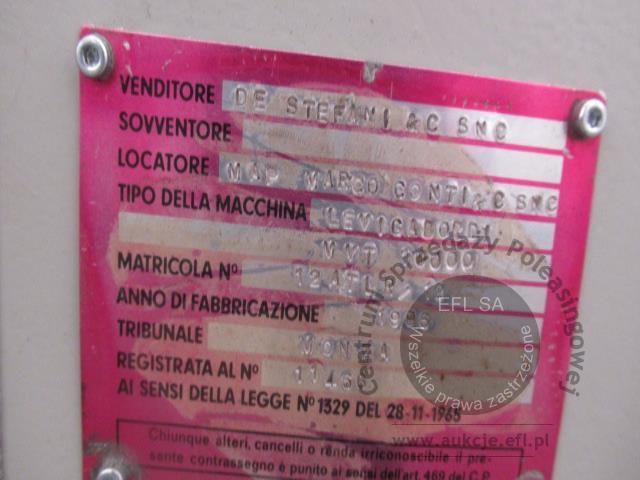 VENDITORE DE STEFANI & C SNC
SOVVENTORE
LOCATORE MAP MARCO CONTI & C SNC
TIPO DELLA MACCHINA LEVIGABORDI
MVT
MATRICOLA N°
ANNO DI FABBRICAZIONE
TRIBUNALE MONZA
REGISTRATA AL N°
AI SENSI DELLA LEGGE N° 1329 DEL 28-11-1965
Chiunque alteri, cancelli o renda irriconoscibile il pre-
sente contrassegno è punito ai sensi dell'art. 469 del C.P.
Centrum Sprzedaży Poleasingowej
EFL SA
Wszelkie prawa zastrzeżone
www.aukcje.efl.pl